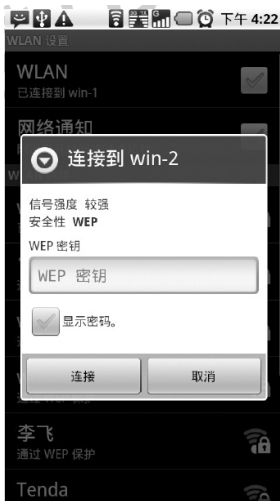 下午 4:22
WLAN 设置
WLAN
已连接到 win-1
网络通知
连接到 win-2
信号强度 较强
安全性 WEP
WEP 密钥
WEP 密钥
显示密码。
连接
取消
李飞
通过 WEP 保护
Tenda